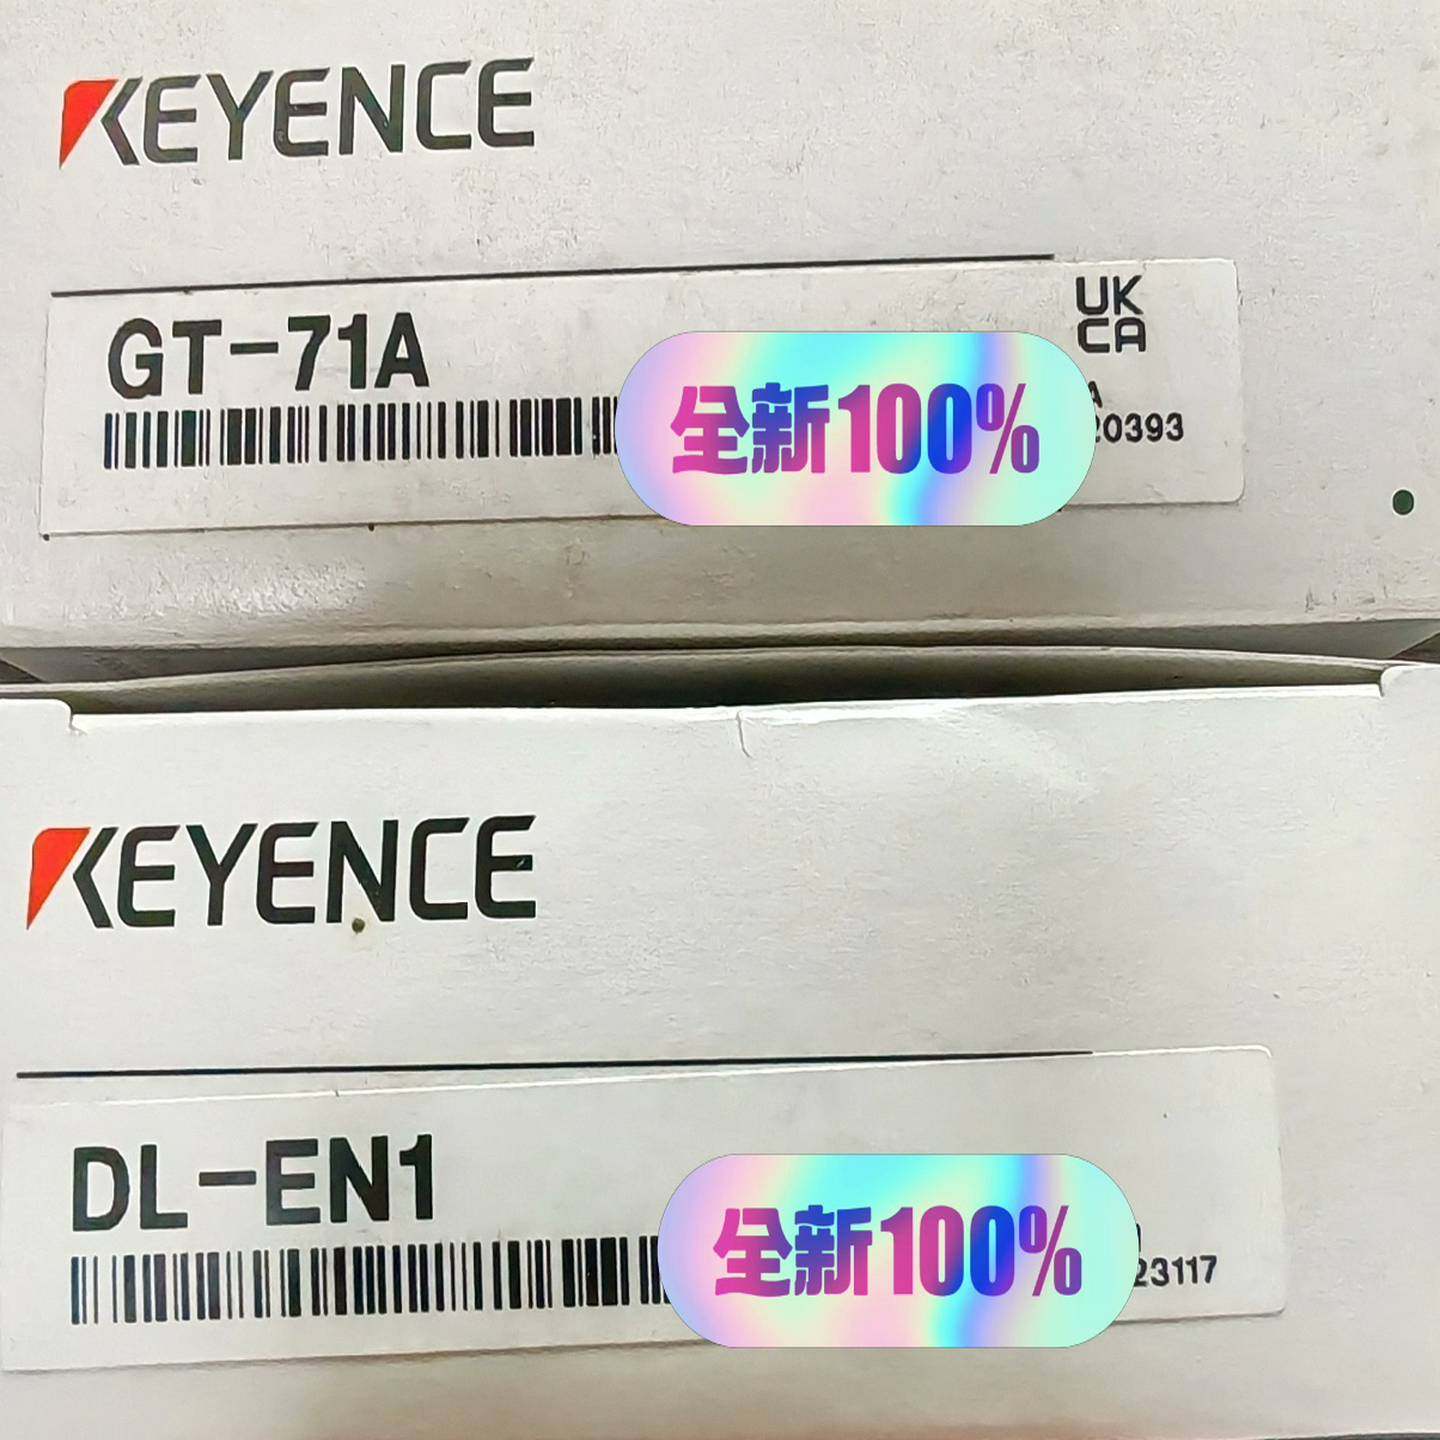 KEYENCE
GT-71A
UK
CA
全新100%
A
20393
KEYENCE
DL-EN1
全新100%
23117